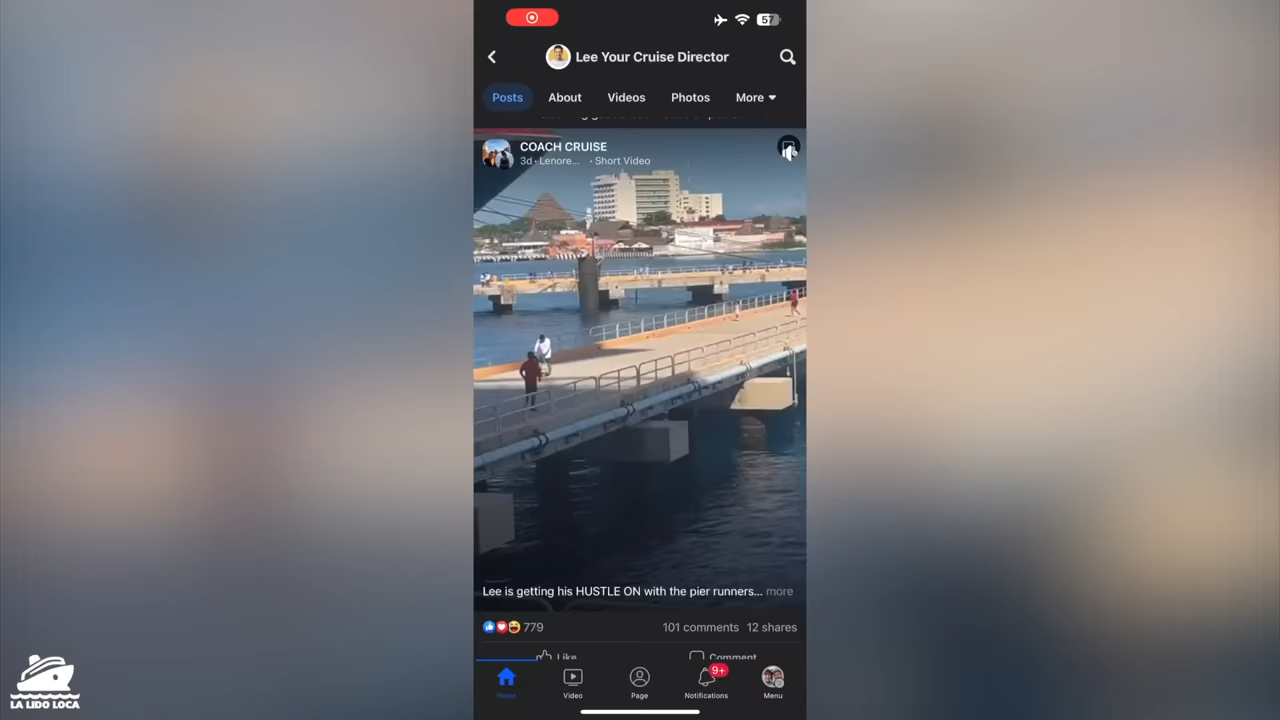 57
Lee Your Cruise Director
Posts
About
Videos
Photos
More
COACH CRUISE
3d · Lenore... · Short Video
Lee is getting his HUSTLE ON with the pier runners... more
779
101 comments 12 shares
Like
Comment
9+
Home
Video
Page
Notifications
Menu
LA LIDO LOCA